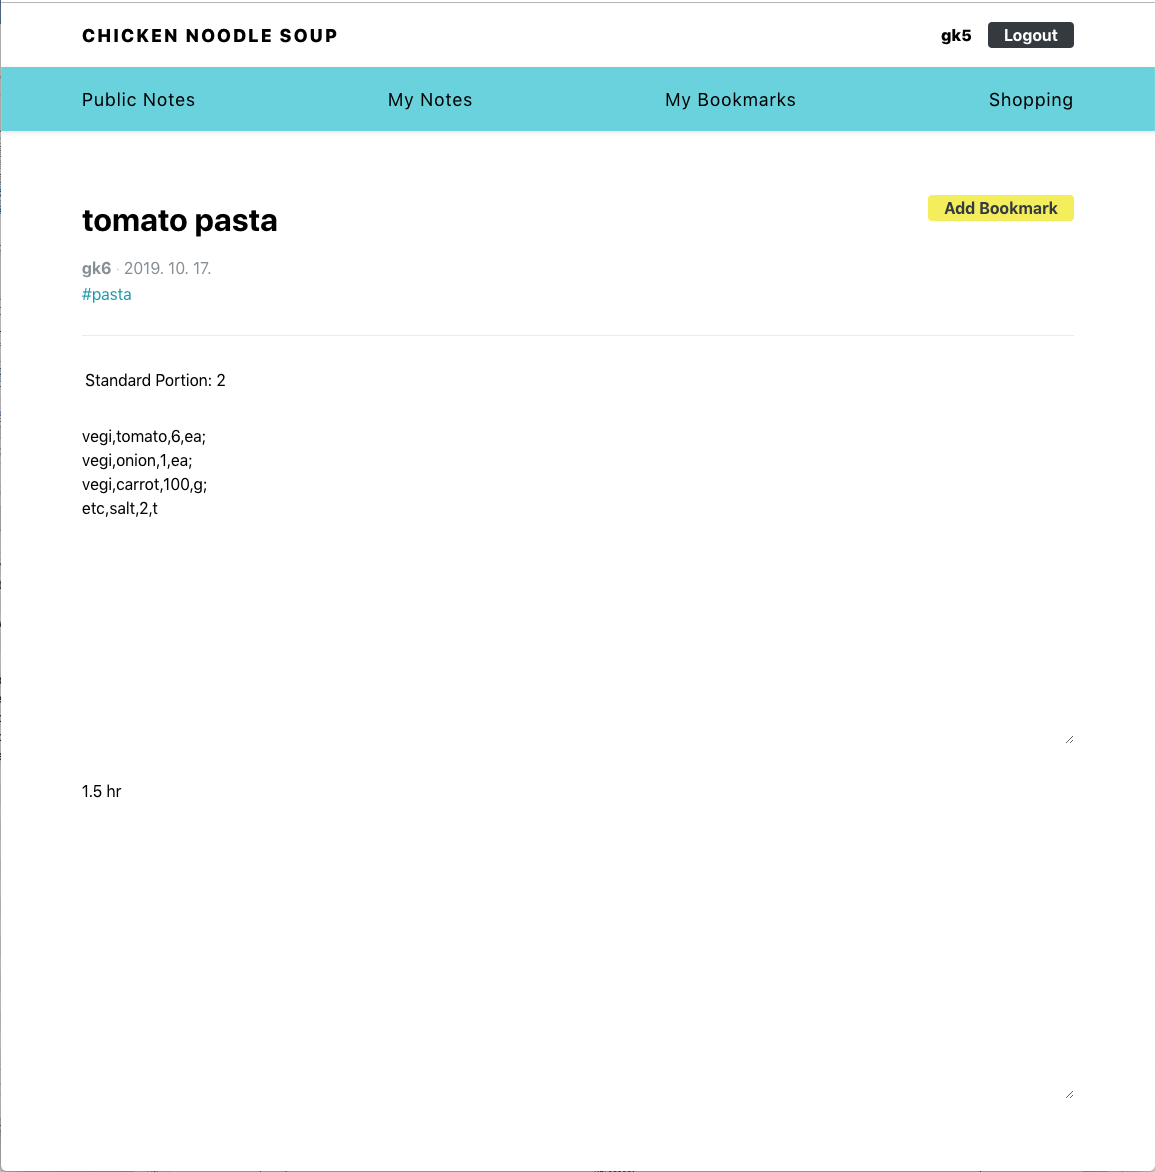 CHICKEN NOODLE SOUP
gk5 Logout
Public Notes My Notes My Bookmarks Shopping
tomato pasta
Add Bookmark
gk6 · 2019. 10. 17.
#pasta
Standard Portion: 2
vegi,tomato,6,ea;
vegi,onion,1,ea;
vegi,carrot,100,g;
etc,salt,2,t
1.5 hr